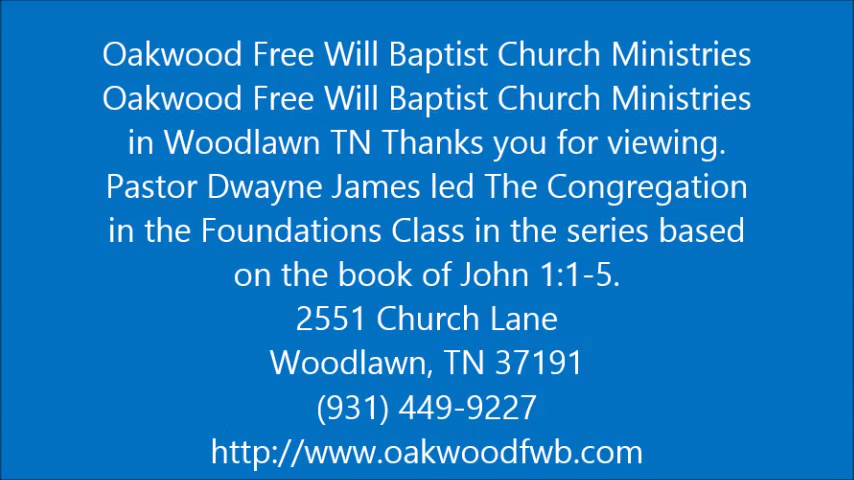 Oakwood Free Will Baptist Church Ministries
Oakwood Free Will Baptist Church Ministries
in Woodlawn TN Thanks you for viewing.
Pastor Dwayne James led The Congregation
in the Foundations Class in the series based
on the book of John 1:1-5.
2551 Church Lane
Woodlawn, TN 37191
(931) 449-9227
http://www.oakwoodfwb.com